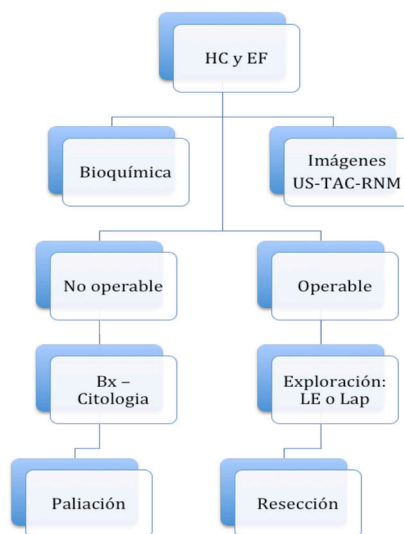 HC y EF
Bioquímica
Imágenes
US-TAC-RNM
No operable
Operable
Bx –
Citologia
Exploración:
LE o Lap
Paliación
Resección